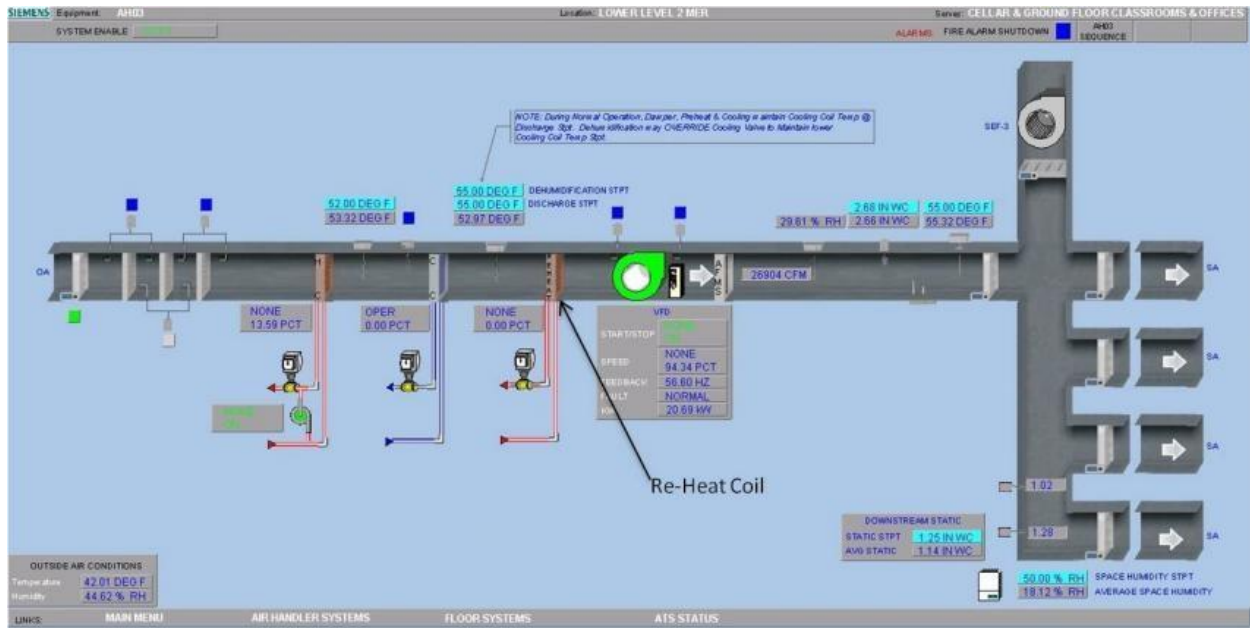 SIEMENS Equipment: AH03 Location: LOWER LEVEL 2 MER Server: CELLAR & GROUND FLOOR CLASSROOMS & OFFICES
SYSTEM ENABLE ALARMS: FIRE ALARM SHUTDOWN AH03 SEQUENCE
NOTE: During Normal Operation, Damper, Preheat & Cooling maintain Cooling Coil Temp @
Discharge Stpt. Dehumidification may OVERRIDE Cooling Valve to Maintain lower
Cooling Coil Temp Stpt.
SEF-3
55.00 DEG F DEHUMIDIFICATION STPT
52.00 DEG F 55.00 DEG F DISCHARGE STPT 2.68 IN WC 55.00 DEG F
53.32 DEG F 52.97 DEG F 29.61 % RH 2.66 IN WC 55.32 DEG F
OA H C C C REHEAT AFMS 26904 CFM SA
NONE OPER NONE VFD
13.59 PCT 0.00 PCT 0.00 PCT
START/STOP
SPEED NONE
94.34 PCT SA
FEEDBACK 56.60 HZ
FAULT NORMAL
KW 20.69 kW
SA
Re-Heat Coil
1.02
DOWNSTREAM STATIC
STATIC STPT 1.25 IN WC 1.28 SA
AVG STATIC 1.14 IN WC
OUTSIDE AIR CONDITIONS
Temperature 42.01 DEG F 50.00 % RH SPACE HUMIDITY STPT
Humidity 44.62 % RH 18.12 % RH AVERAGE SPACE HUMIDITY
LINKS: MAIN MENU AIR HANDLER SYSTEMS FLOOR SYSTEMS ATS STATUS